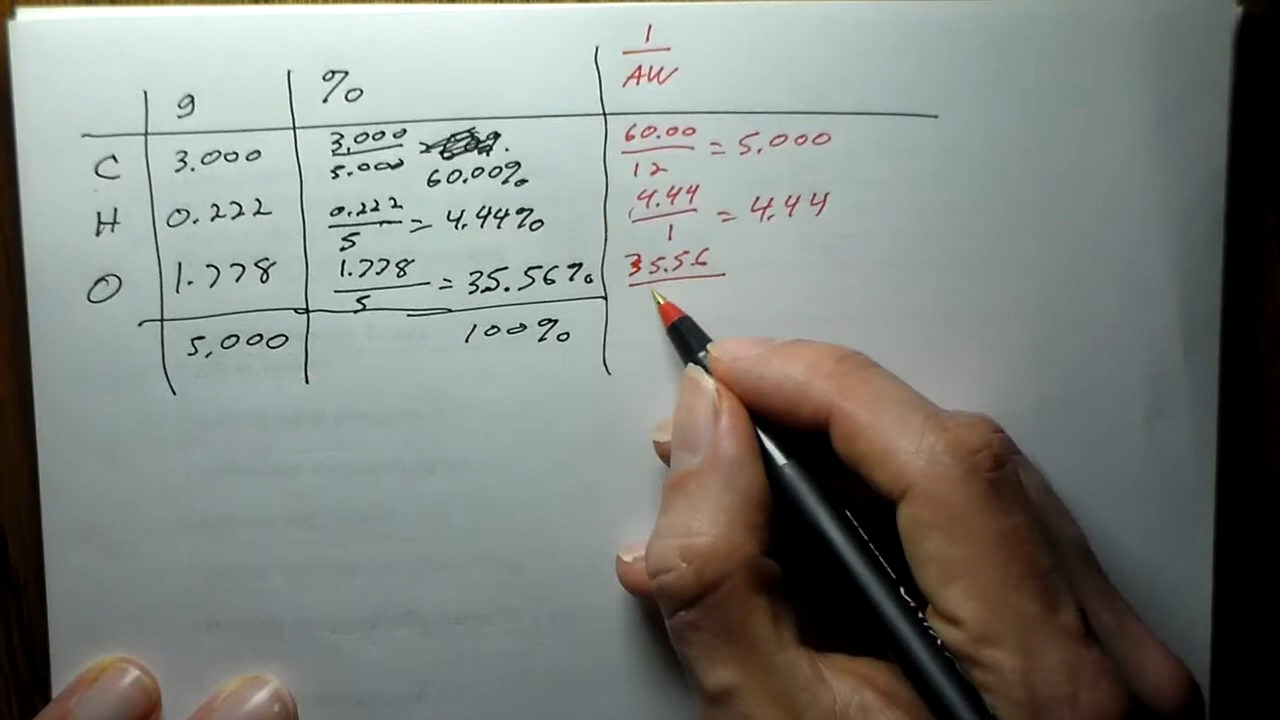 g % 1/AW
C 3.000 3.000/5.000 = 60.00% 60.00/12 = 5.000
H 0.222 0.222/5 = 4.44% 4.44/1 = 4.44
O 1.778 1.778/5 = 35.56% 35.56
5.000 100%